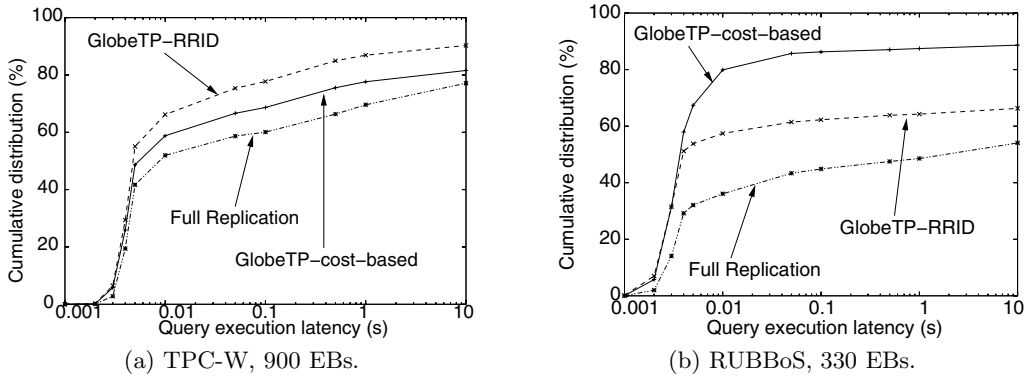 100
80
60
40
20
0
0.001
0.01
0.1
1
10
Cumulative distribution (%)
Query execution latency (s)
GlobeTP−RRID
Full Replication
GlobeTP−cost−based
(a) TPC-W, 900 EBs.
100
80
60
40
20
0
0.001
0.01
0.1
1
10
Cumulative distribution (%)
Query execution latency (s)
GlobeTP−cost−based
GlobeTP−RRID
Full Replication
(b) RUBBoS, 330 EBs.